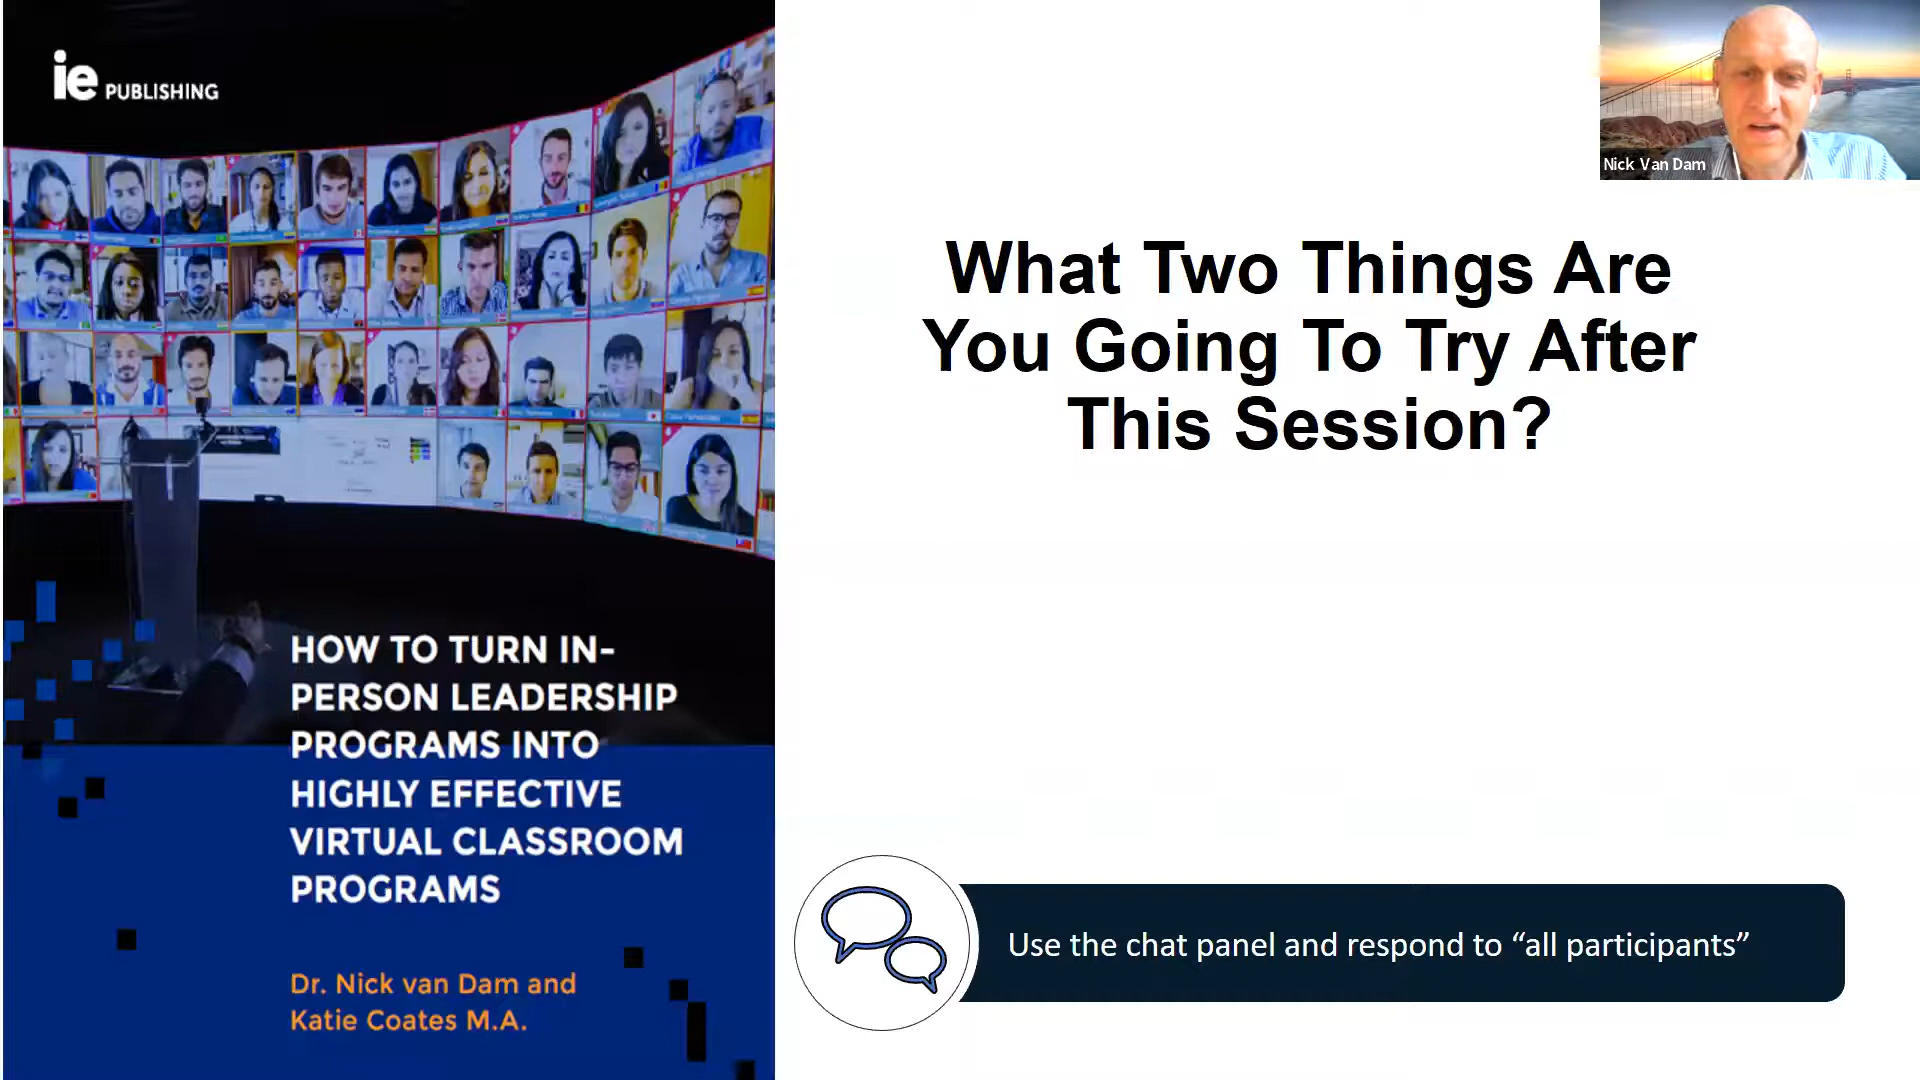 ie PUBLISHING
HOW TO TURN IN-
PERSON LEADERSHIP
PROGRAMS INTO
HIGHLY EFFECTIVE
VIRTUAL CLASSROOM
PROGRAMS
Dr. Nick van Dam and
Katie Coates M.A.
Nick Van Dam
What Two Things Are
You Going To Try After
This Session?
Use the chat panel and respond to “all participants”